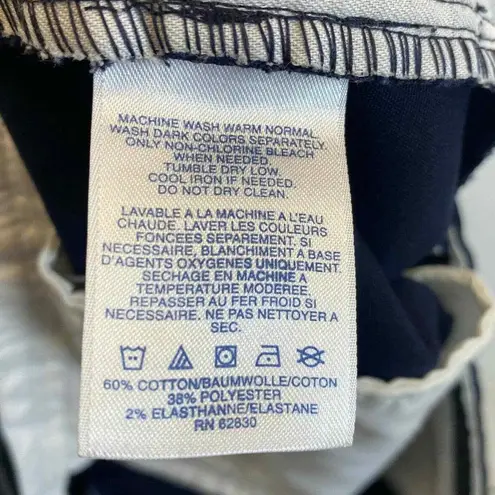 MACHINE WASH WARM NORMAL.
WASH DARK COLORS SEPARATELY.
ONLY NON-CHLORINE BLEACH
WHEN NEEDED.
TUMBLE DRY LOW.
COOL IRON IF NEEDED.
DO NOT DRY CLEAN.
LAVABLE A LA MACHINE A L'EAU
CHAUDE. LAVER LES COULEURS
FONCEES SEPAREMENT. SI
NECESSAIRE, BLANCHIMENT A BASE
D'AGENTS OXYGENES UNIQUEMENT.
SECHAGE EN MACHINE A
TEMPERATURE MODEREE.
REPASSER AU FER FROID SI
NECESSAIRE. NE PAS NETTOYER A
SEC.
60% COTTON/BAUMWOLLE/COTON
38% POLYESTER
2% ELASTHANNE/ELASTANE
RN 62830